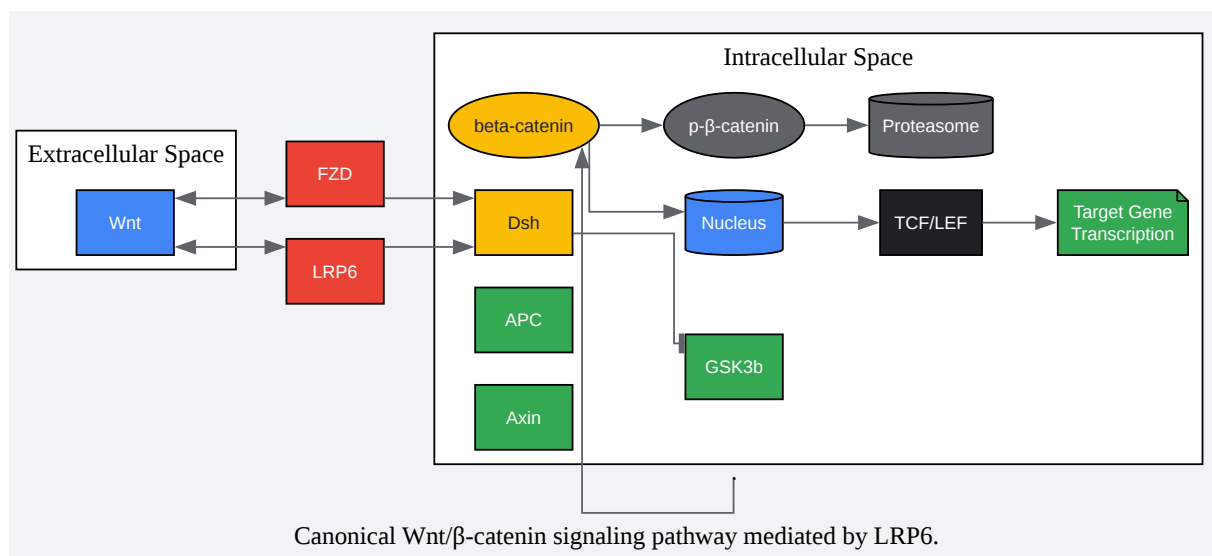 Intracellular Space
beta-catenin
p-β-catenin
Proteasome
Extracellular Space
Wnt
FZD
LRP6
Dsh
Nucleus
TCF/LEF
Target Gene
Transcription
APC
GSK3b
Axin
Canonical Wnt/β-catenin signaling pathway mediated by LRP6.